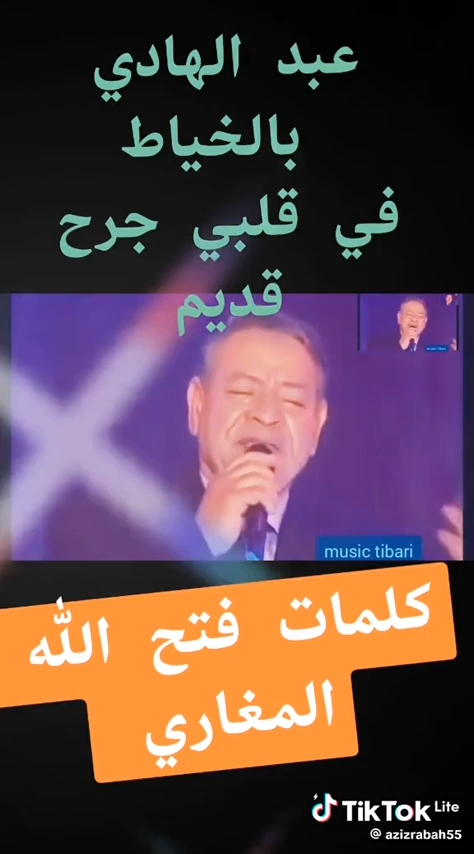 عبد الهادي
بالخياط
في قلبي جرح
قديم
music tibari
كلمات فتح الله
المغاري
TikTok Lite
@azizrabah55